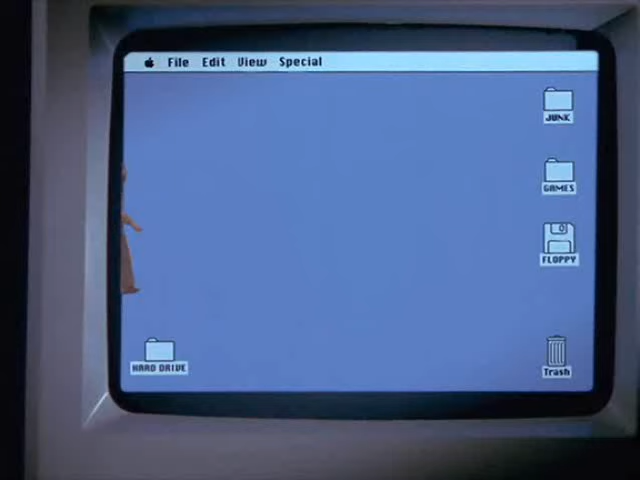 File Edit View Special
JUNK
GAMES
FLOPPY
HARD DRIVE
Trash